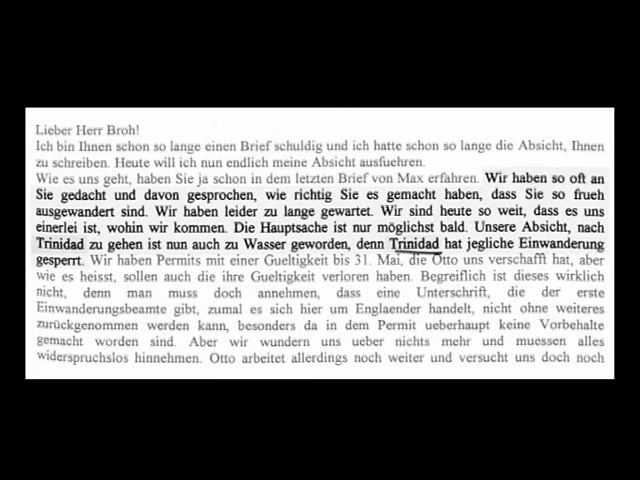 Lieber Herr Broh!
Ich bin Ihnen schon so lange einen Brief schuldig und ich hatte schon so lange die Absicht, Ihnen
zu schreiben. Heute will ich nun endlich meine Absicht ausfuehren.
Wie es uns geht, haben Sie ja schon in dem letzten Brief von Max erfahren. Wir haben so oft an
Sie gedacht und davon gesprochen, wie richtig Sie es gemacht haben, dass Sie so frueh
ausgewandert sind. Wir haben leider zu lange gewartet. Wir sind heute so weit, dass es uns
einerlei ist, wohin wir kommen. Die Hauptsache ist nur möglichst bald. Unsere Absicht, nach
Trinidad zu gehen ist nun auch zu Wasser geworden, denn Trinidad hat jegliche Einwanderung
gesperrt. Wir haben Permits mit einer Gueltigkeit bis 31. Mai, die Otto uns verschafft hat, aber
wie es heisst, sollen auch die ihre Gueltigkeit verloren haben. Begreiflich ist dieses wirklich
nicht, denn man muss doch annehmen, dass eine Unterschrift, die der erste
Einwanderungsbeamte gibt, zumal es sich hier um Englaender handelt, nicht ohne weiteres
zurückgenommen werden kann, besonders da in dem Permit ueberhaupt keine Vorbehalte
gemacht worden sind. Aber wir wundern uns ueber nichts mehr und muessen alles
widerspruchslos hinnehmen. Otto arbeitet allerdings noch weiter und versucht uns doch noch